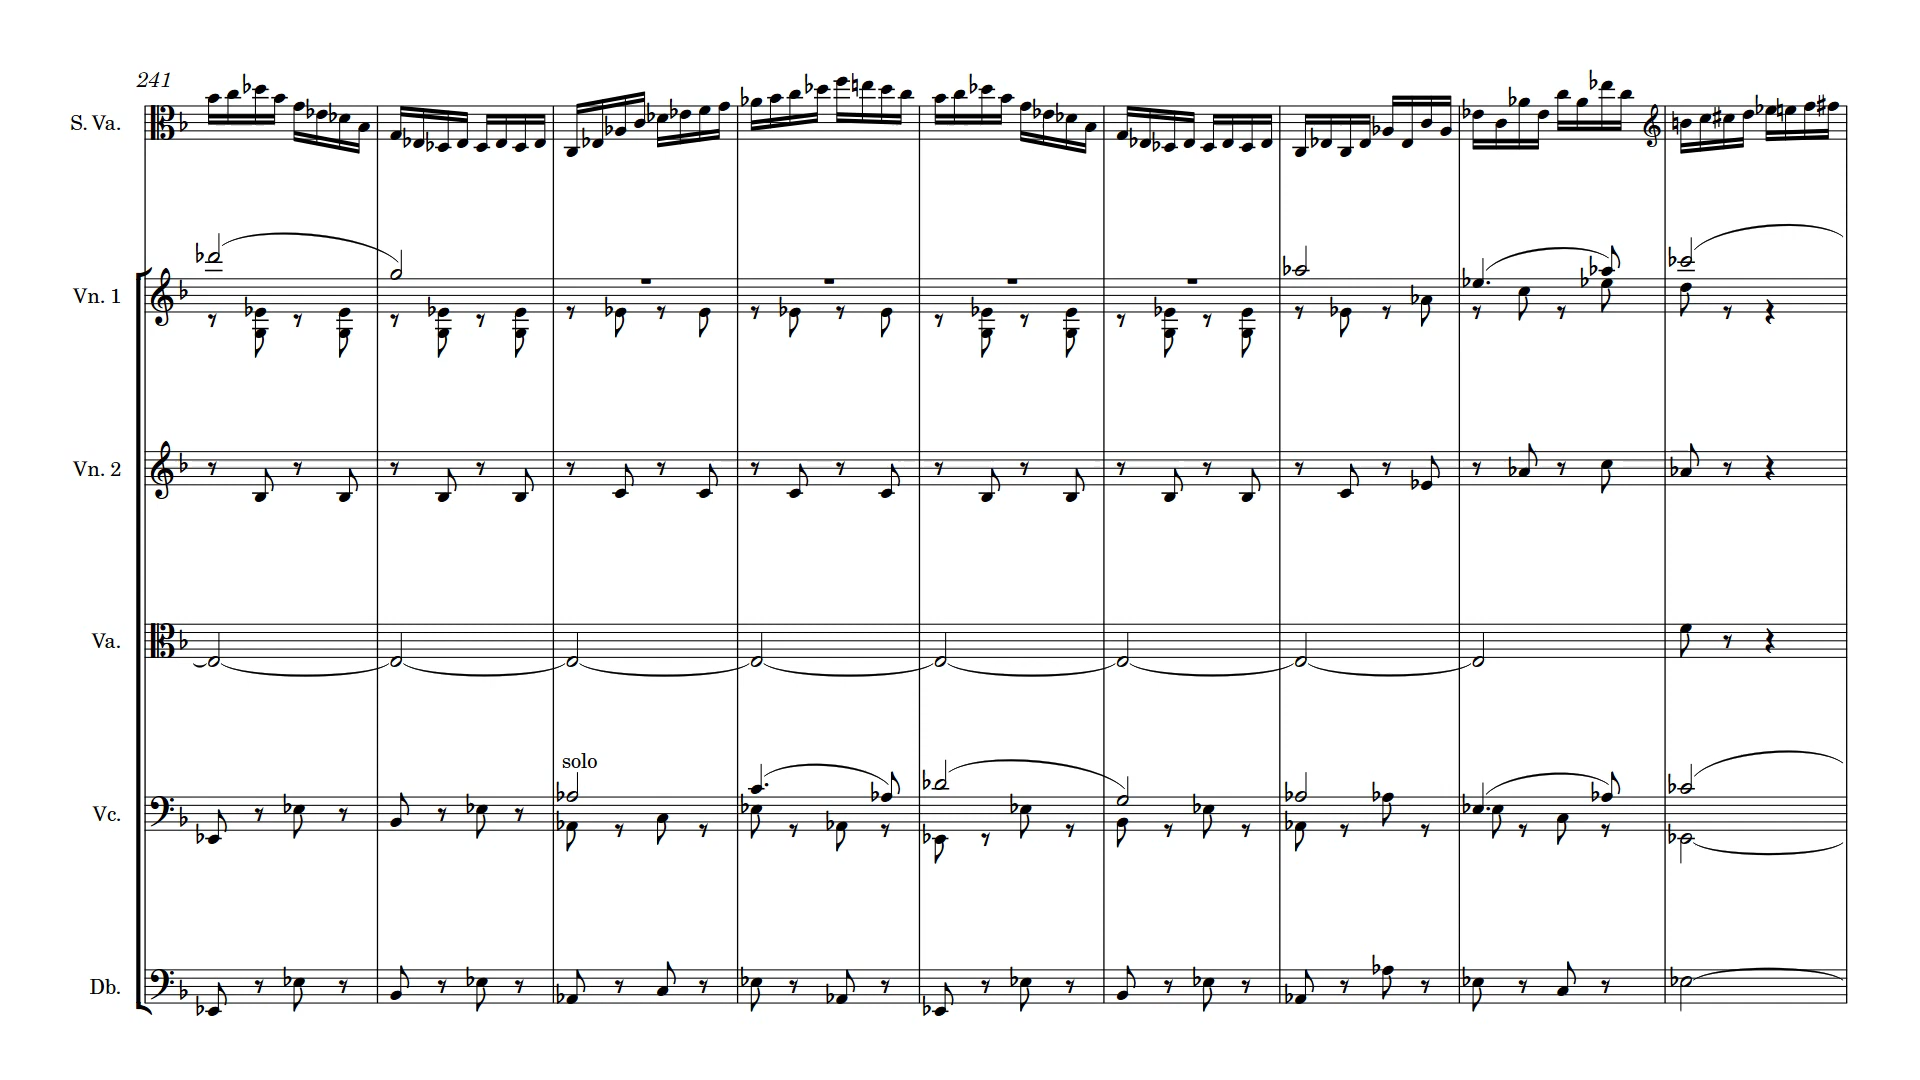 241
S. Va.
Vn. 1
Vn. 2
Va.
solo
Vc.
Db.